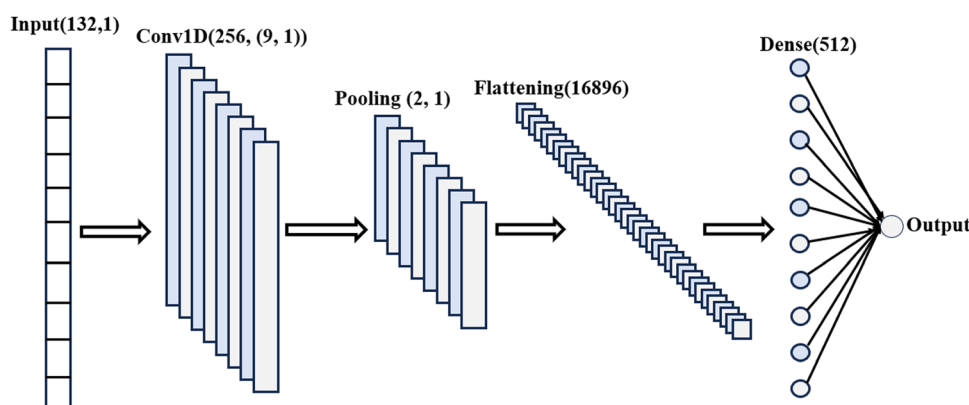 Input(132,1)
Conv1D(256, (9, 1))
Pooling (2, 1)
Flattening(16896)
Dense(512)
Output